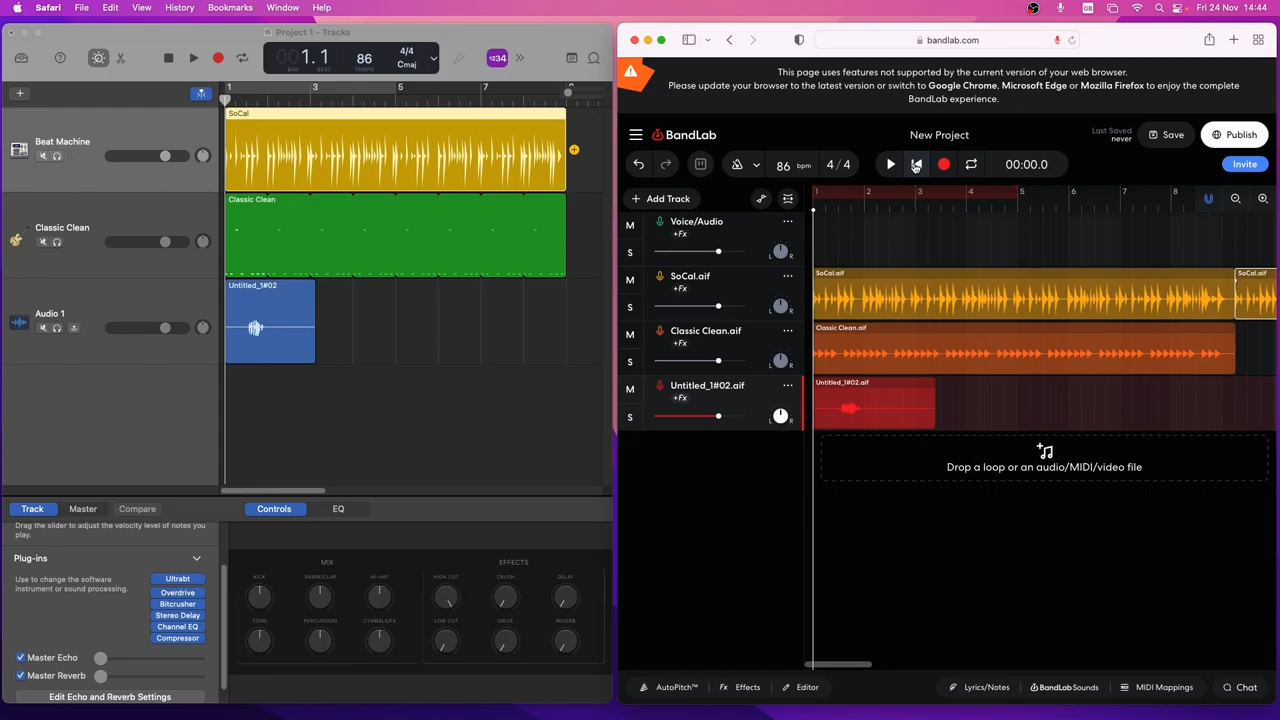 Safari File Edit View History Bookmarks Window Help
GB
Fri 24 Nov 14:44
Project 1 - Tracks
001.1
BAR BEAT
86
TEMPO
4/4
Cmaj
1234
1 3 5 7
Beat Machine
SoCal
Classic Clean
Classic Clean
Audio 1
Untitled_1#02
Track Master Compare
Controls EQ
Drag the slider to adjust the velocity level of notes you
play.
Plug-ins
Use to change the software
instrument or sound processing.
Ultrabt
Overdrive
Bitcrusher
Stereo Delay
Channel EQ
Compressor
Master Echo
Master Reverb
Edit Echo and Reverb Settings
MIX
KICK SNARE/CLAP HI-HAT
TOMS PERCUSSION CYMBALS/FX
EFFECTS
HIGH CUT CRUSH DELAY
LOW CUT DRIVE REVERB
bandlab.com
This page uses features not supported by the current version of your web browser.
Please update your browser to the latest version or switch to Google Chrome, Microsoft Edge or Mozilla Firefox to enjoy the complete
BandLab experience.
BandLab
New Project
Last Saved
never
Save
Publish
86 bpm 4 / 4
00:00.0
Invite
Add Track
1 2 3 4 5 6 7 8
M Voice/Audio
+Fx
S L R
M SoCal.aif
+Fx
S L R
SoCal.aif SoCal.aif
M Classic Clean.aif
+Fx
S L R
Classic Clean.aif
M Untitled_1#02.aif
+Fx
S L R
Untitled_1#02.aif
Drop a loop or an audio/MIDI/video file
AutoPitch™ Fx Effects Editor
Lyrics/Notes BandLab Sounds MIDI Mappings Chat